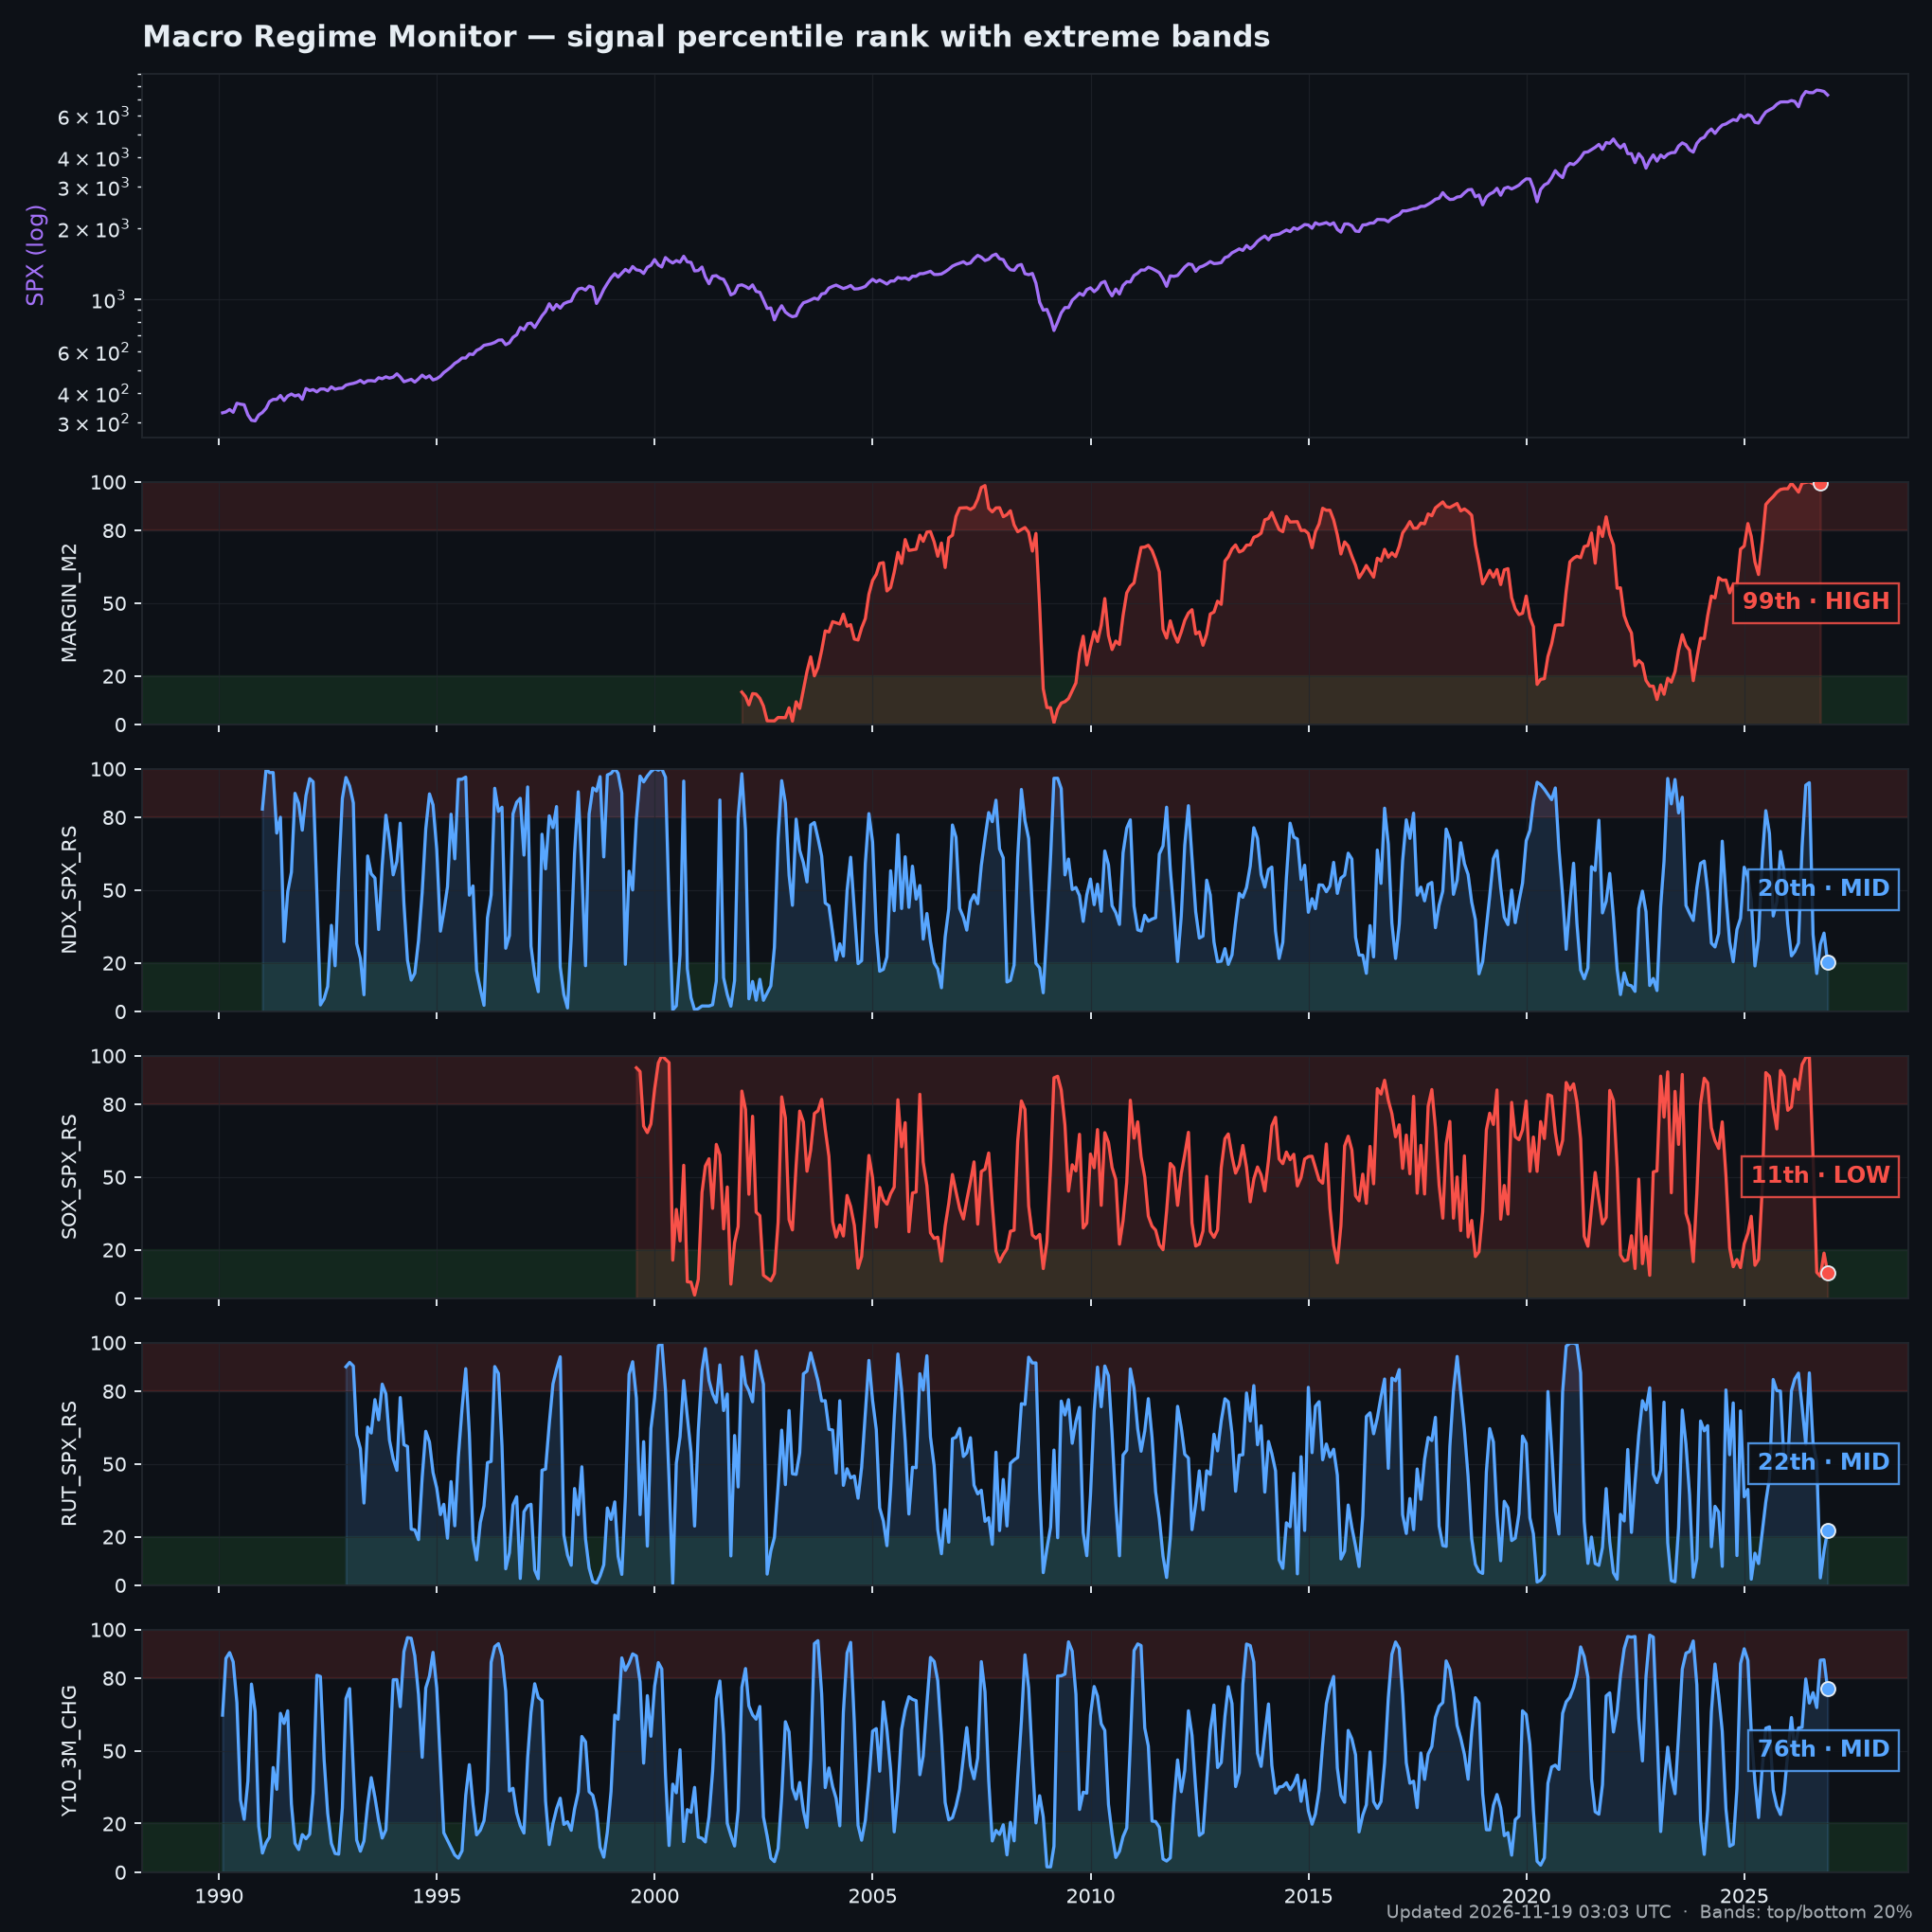 Macro Regime Monitor — signal percentile rank with extreme bands
SPX (log)
6 × 10³
4 × 10³
3 × 10³
2 × 10³
10³
6 × 10²
4 × 10²
3 × 10²
MARGIN_M2
100
80
50
20
0
99th · HIGH
NDX_SPX_RS
100
80
50
20
0
20th · MID
SOX_SPX_RS
100
80
50
20
0
11th · LOW
RUT_SPX_RS
100
80
50
20
0
22th · MID
Y10_3M_CHG
100
80
50
20
0
76th · MID
1990 1995 2000 2005 2010 2015 2020 2025
Updated 2026-11-19 03:03 UTC · Bands: top/bottom 20%